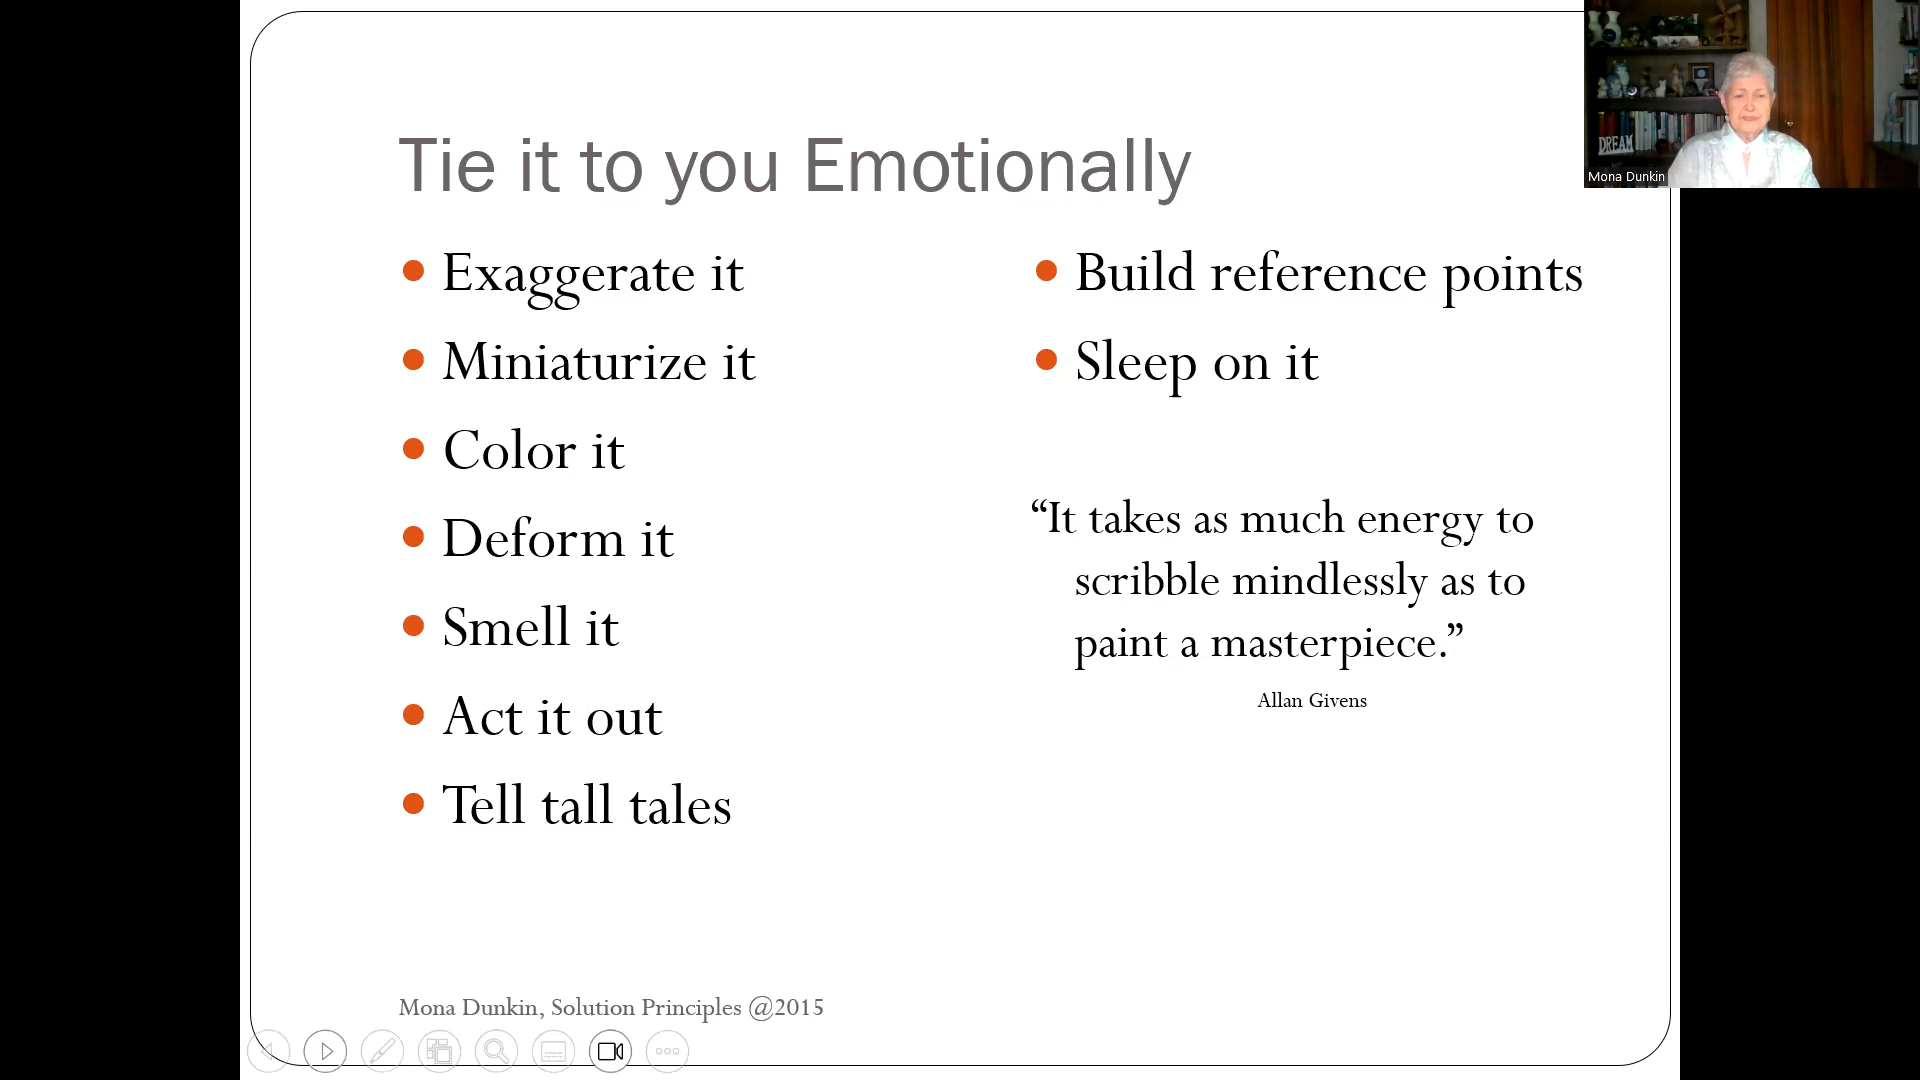 Tie it to you Emotionally
Exaggerate it
Miniaturize it
Color it
Deform it
Smell it
Act it out
Tell tall tales
Build reference points
Sleep on it
“It takes as much energy to
scribble mindlessly as to
paint a masterpiece.”
Allan Givens
Mona Dunkin, Solution Principles @2015
DREAM
Mona Dunkin